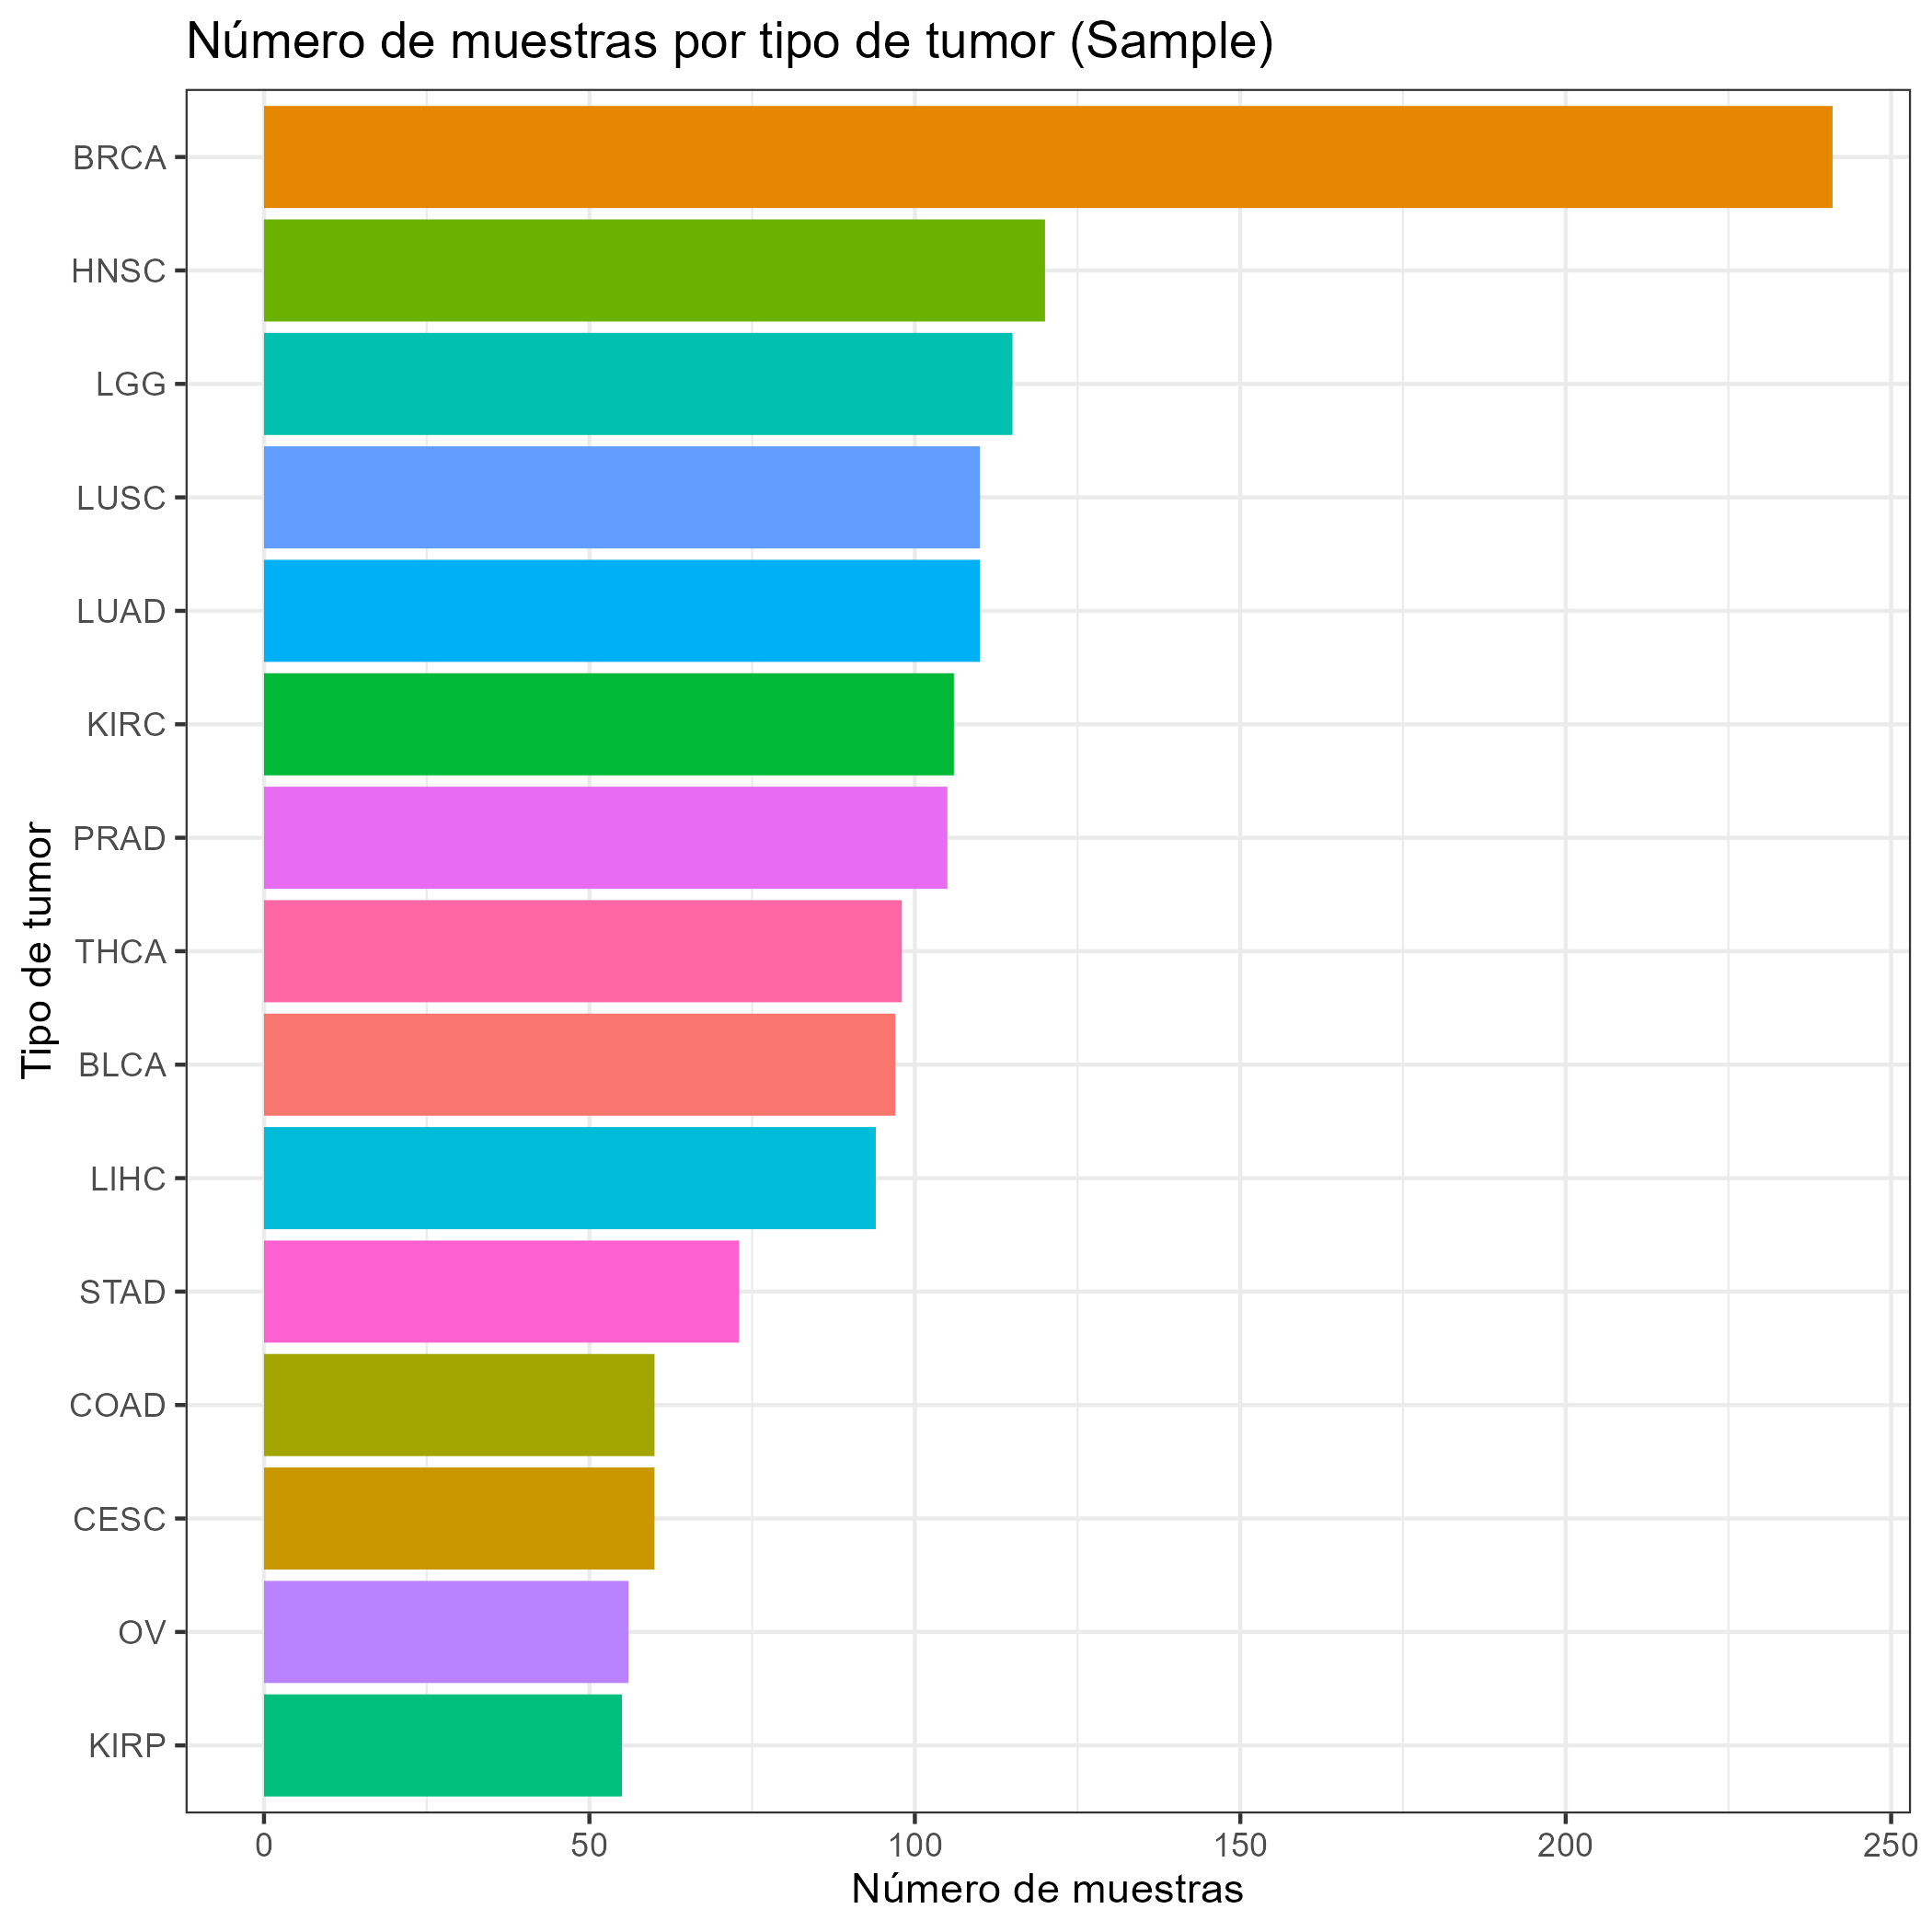 Número de muestras por tipo de tumor (Sample)
BRCA
HNSC
LGG
LUSC
LUAD
KIRC
PRAD
THCA
BLCA
LIHC
STAD
COAD
CESC
OV
KIRP
Tipo de tumor
0 50 100 150 200 250
Número de muestras